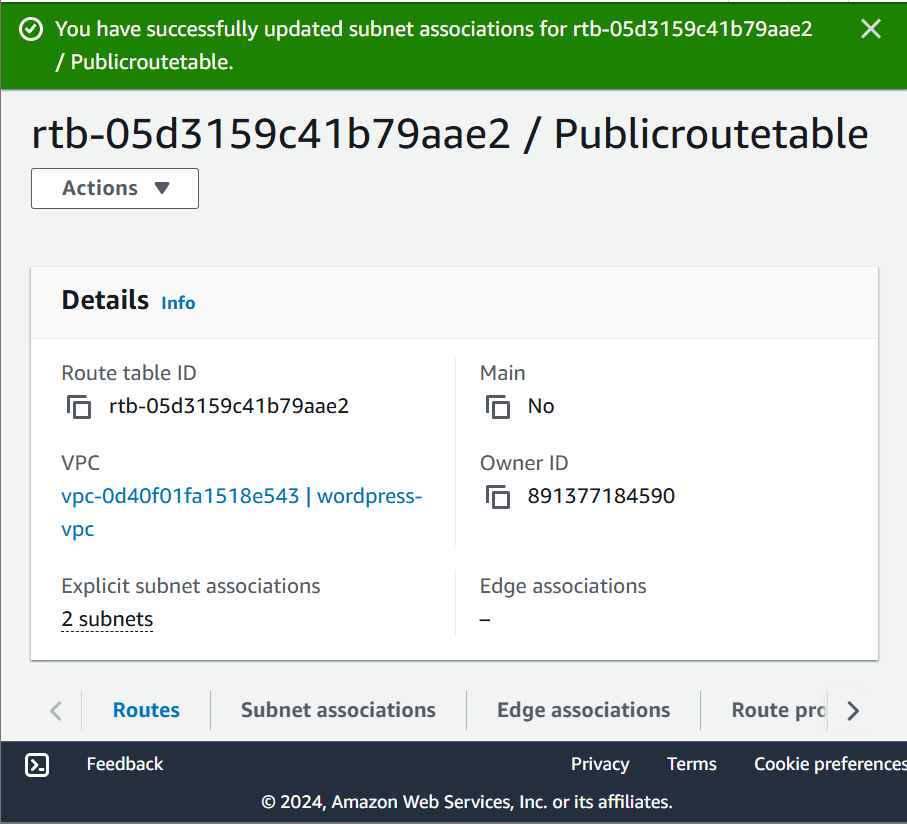 You have successfully updated subnet associations for rtb-05d3159c41b79aae2
/ Publicroutetable.
rtb-05d3159c41b79aae2 / Publicroutetable
Actions
Details Info
Route table ID
rtb-05d3159c41b79aae2
Main
No
VPC
vpc-0d40f01fa1518e543 | wordpress-
vpc
Owner ID
891377184590
Explicit subnet associations
2 subnets
Edge associations
–
Routes Subnet associations Edge associations Route pro
Feedback Privacy Terms Cookie preferences
© 2024, Amazon Web Services, Inc. or its affiliates.